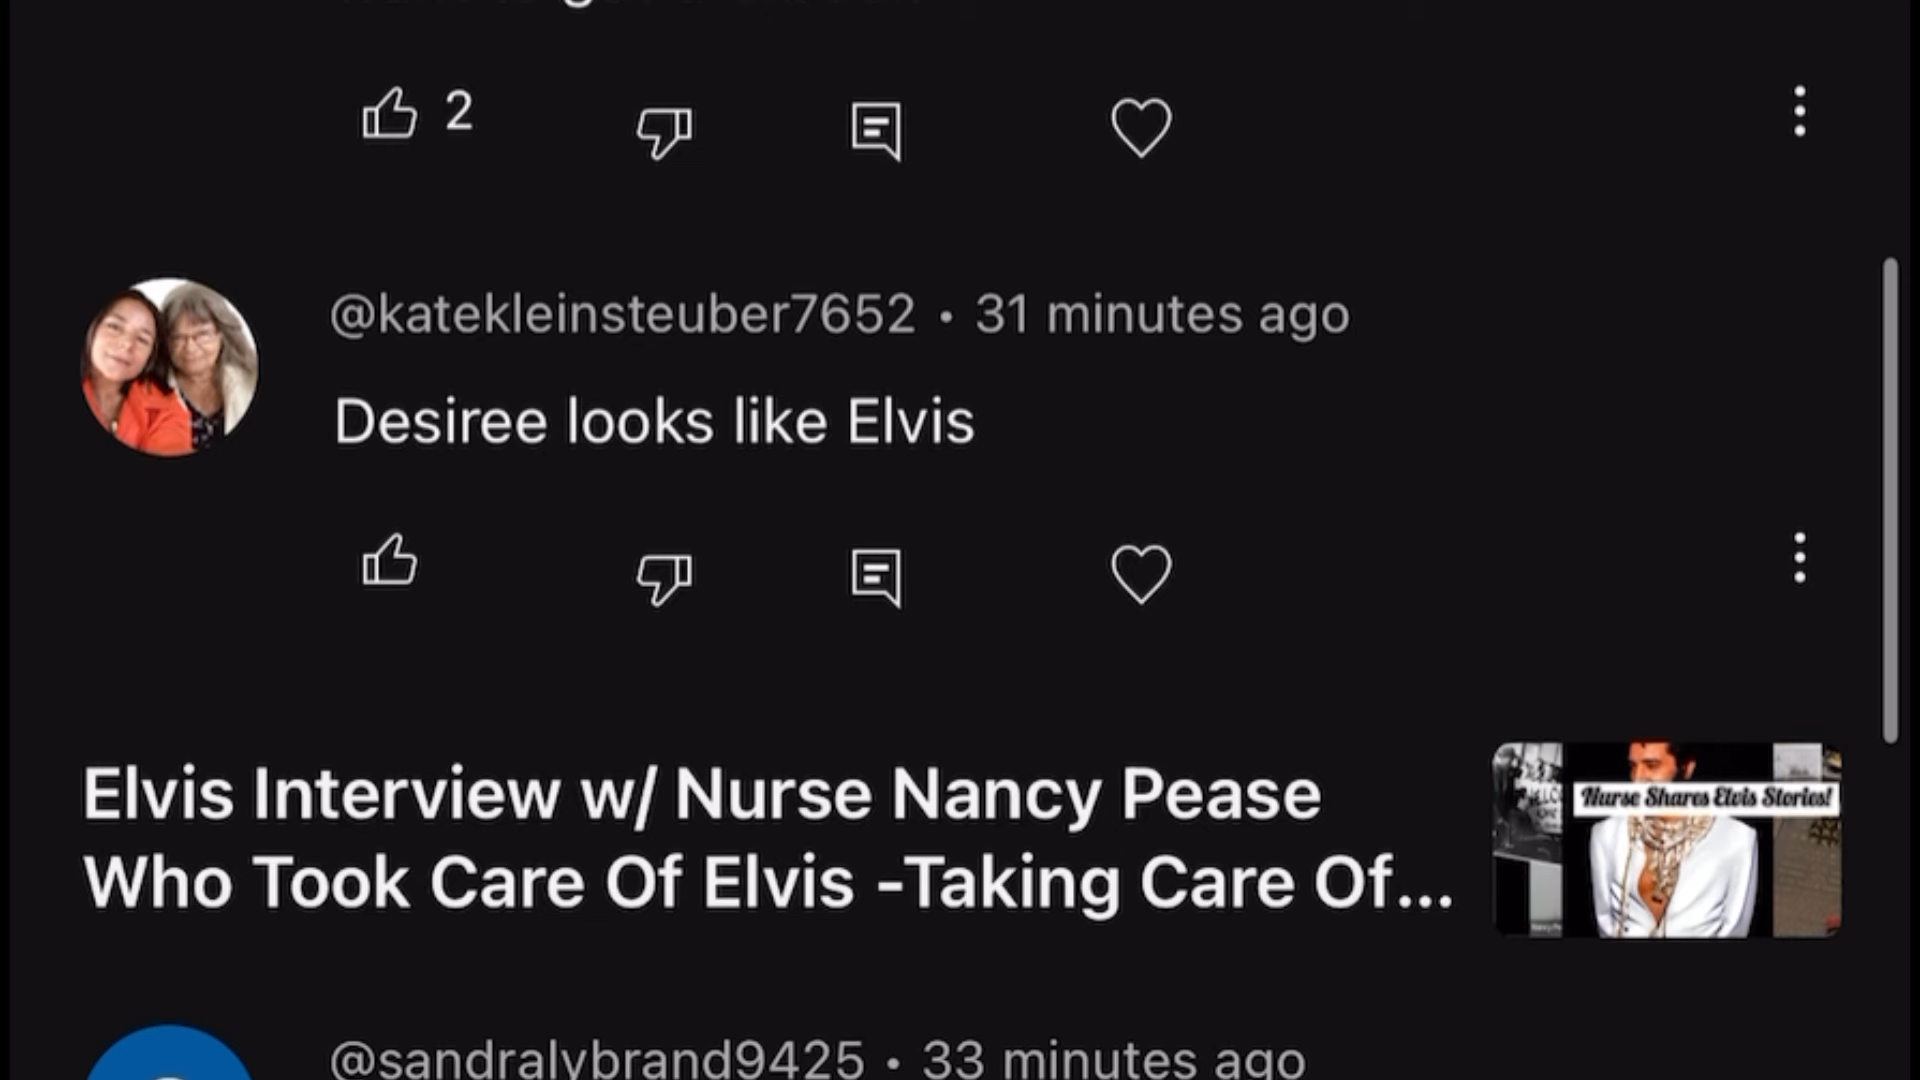 2
@katekleinsteuber7652 • 31 minutes ago
Desiree looks like Elvis
Elvis Interview w/ Nurse Nancy Pease
Who Took Care Of Elvis -Taking Care Of...
Nurse Shares Elvis Stories!
@sandralybrand9425 • 33 minutes ago